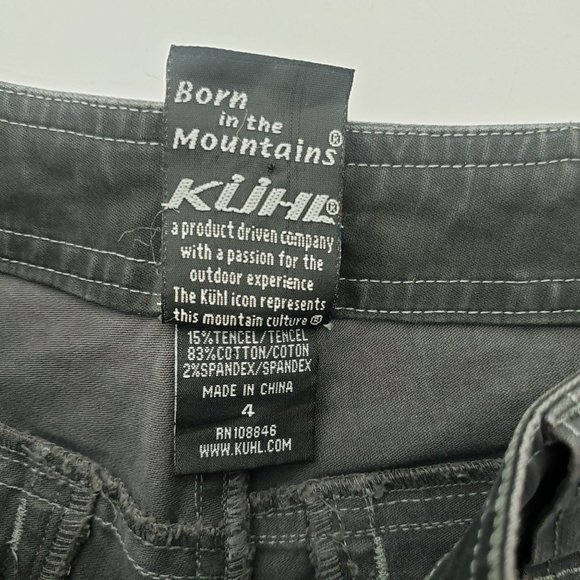 Born
in the
Mountains®
KÜHL®
a product driven company
with a passion for the
outdoor experience
The Kühl icon represents
this mountain culture®
15%TENCEL/TENCEL
83%COTTON/COTON
2%SPANDEX/SPANDEX
MADE IN CHINA
4
RN108846
WWW.KUHL.COM